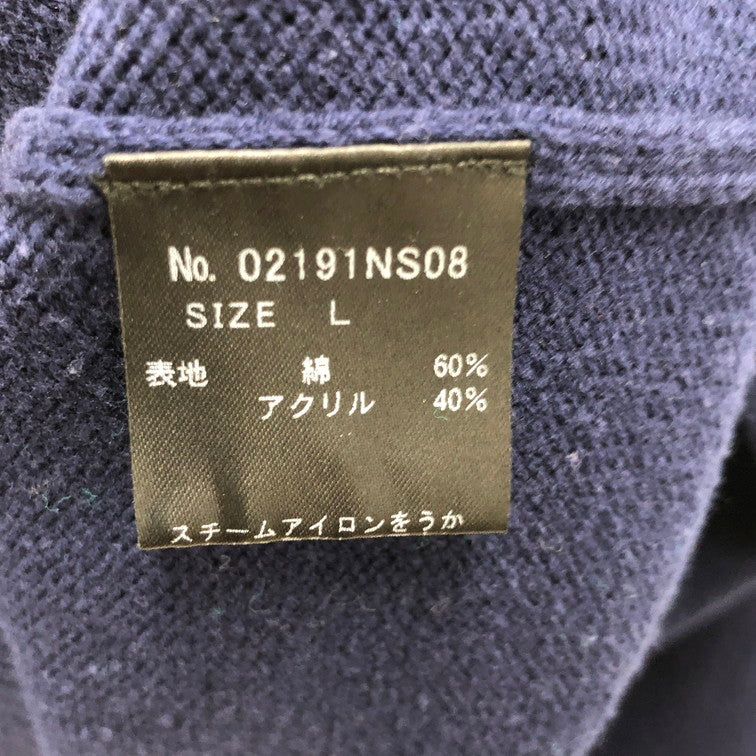 No. 02191NS08
SIZE L
表地 綿 60%
アクリル 40%
スチームアイロンをうか